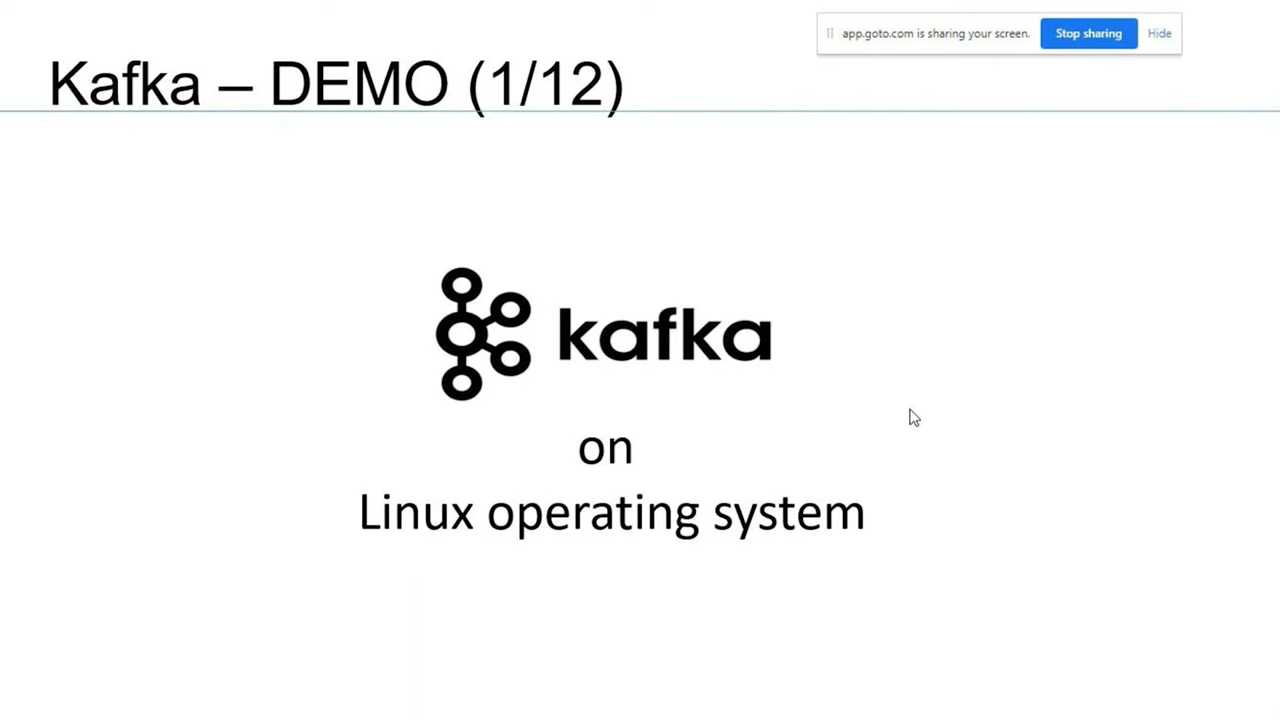 app.goto.com is sharing your screen. Stop sharing Hide
Kafka – DEMO (1/12)
kafka
on
Linux operating system